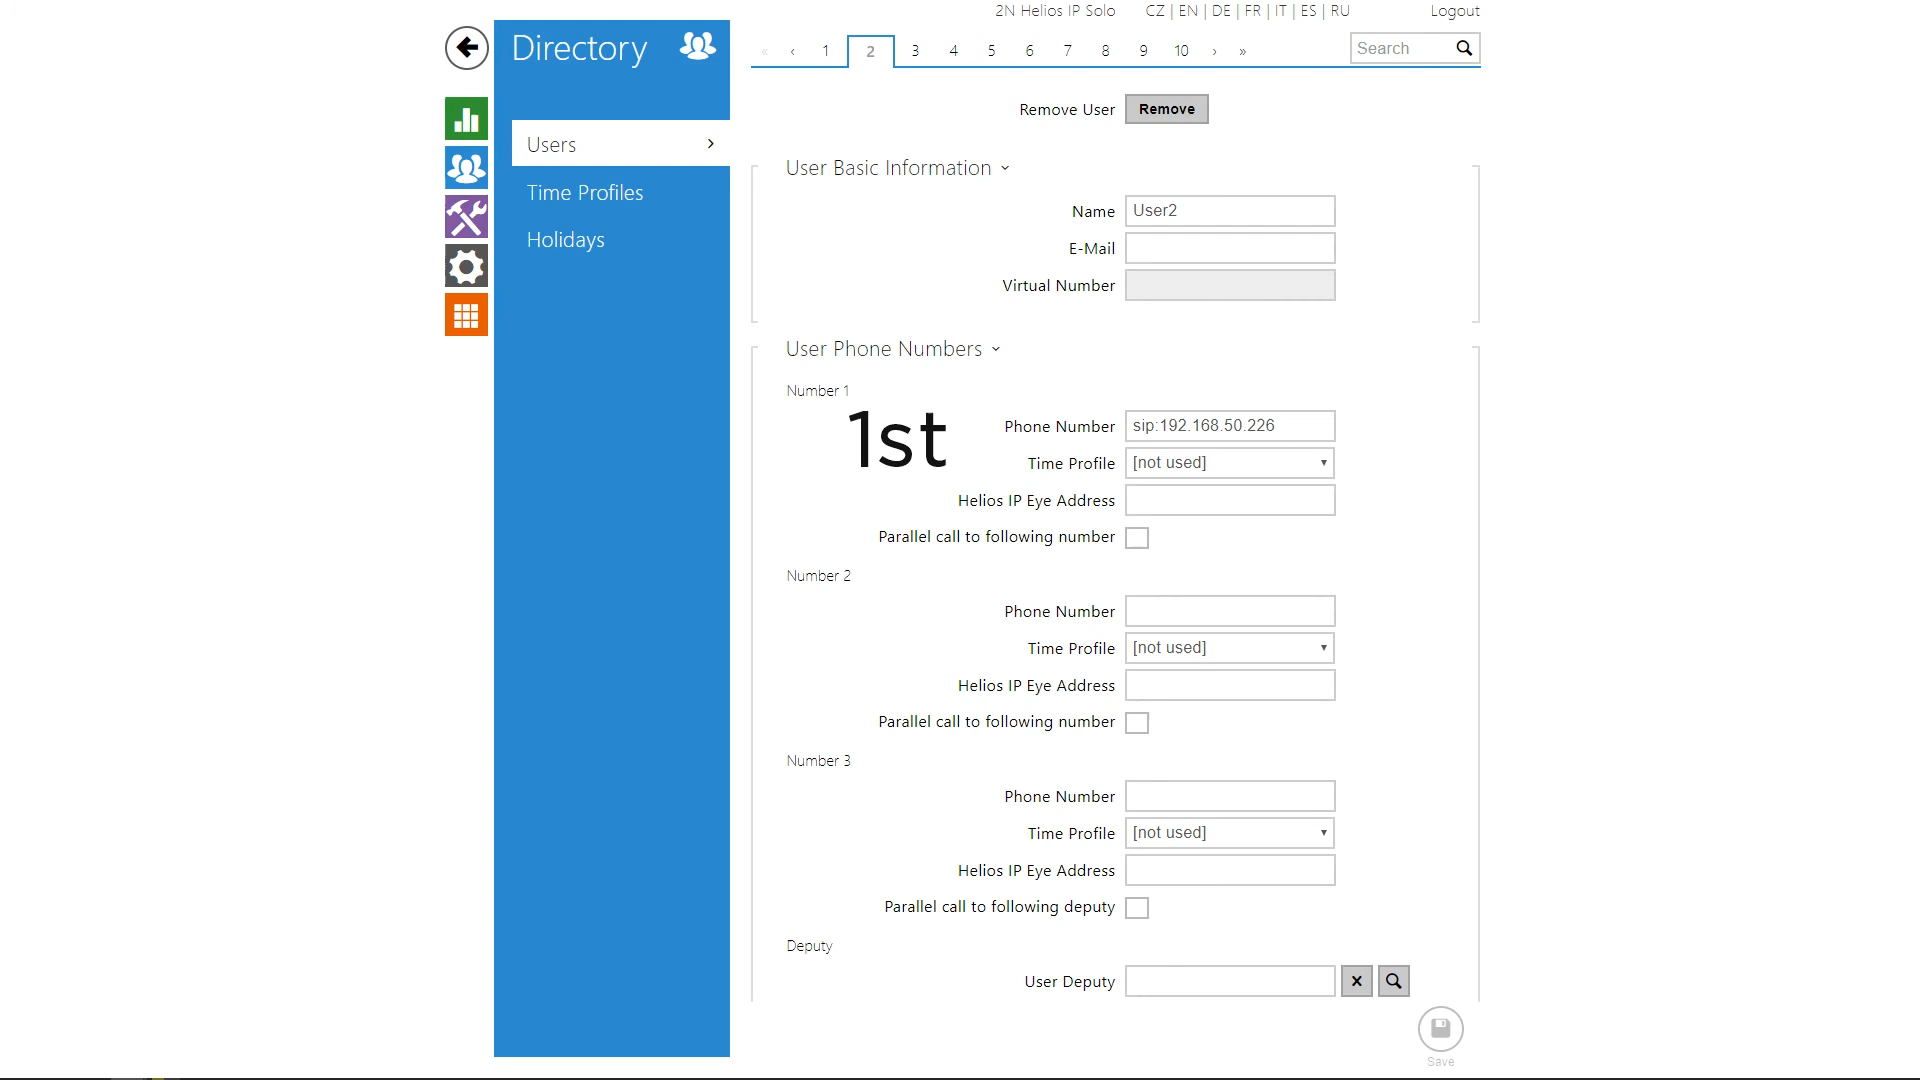 2N Helios IP Solo CZ | EN | DE | FR | IT | ES | RU Logout
Directory
« ‹ 1 2 3 4 5 6 7 8 9 10 › »
Search
Remove User Remove
Users ›
Time Profiles
Holidays
User Basic Information
Name User2
E-Mail
Virtual Number
User Phone Numbers
Number 1
1st
Phone Number sip:192.168.50.226
Time Profile [not used]
Helios IP Eye Address
Parallel call to following number
Number 2
Phone Number
Time Profile [not used]
Helios IP Eye Address
Parallel call to following number
Number 3
Phone Number
Time Profile [not used]
Helios IP Eye Address
Parallel call to following deputy
Deputy
User Deputy
Save